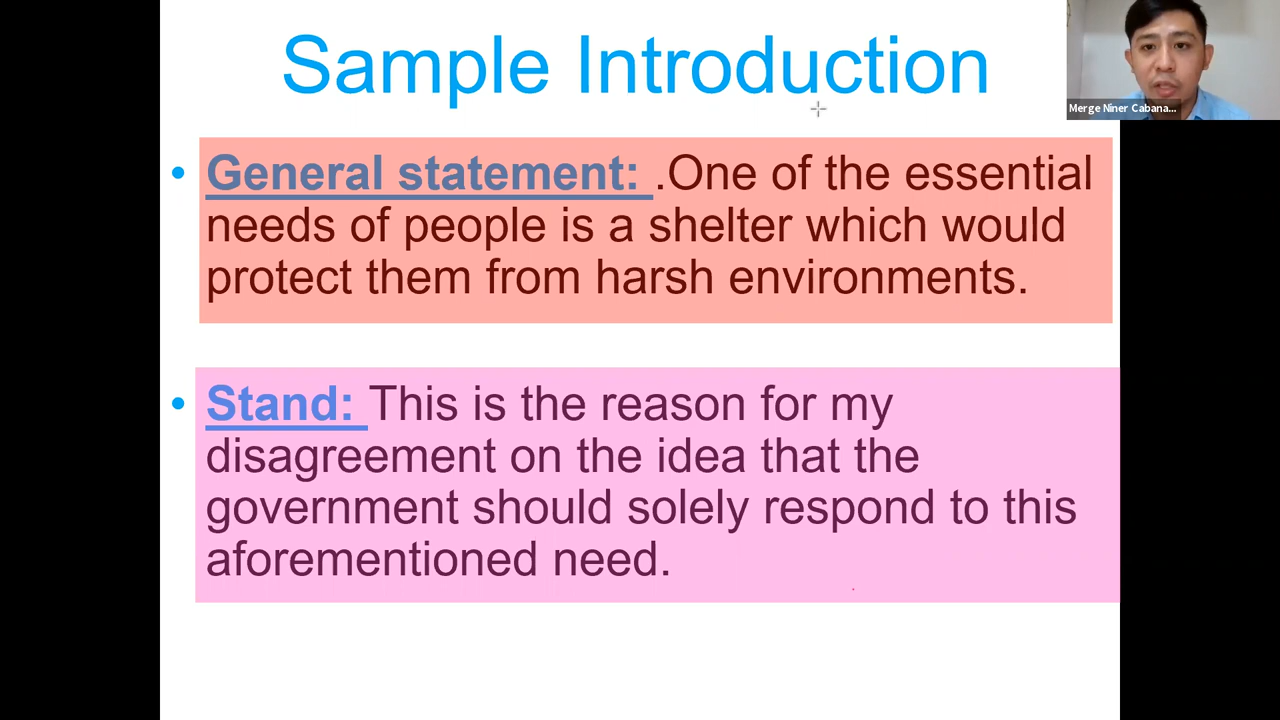 Sample Introduction
Merge Niner Cabana...
• General statement: .One of the essential
needs of people is a shelter which would
protect them from harsh environments.
• Stand: This is the reason for my
disagreement on the idea that the
government should solely respond to this
aforementioned need.